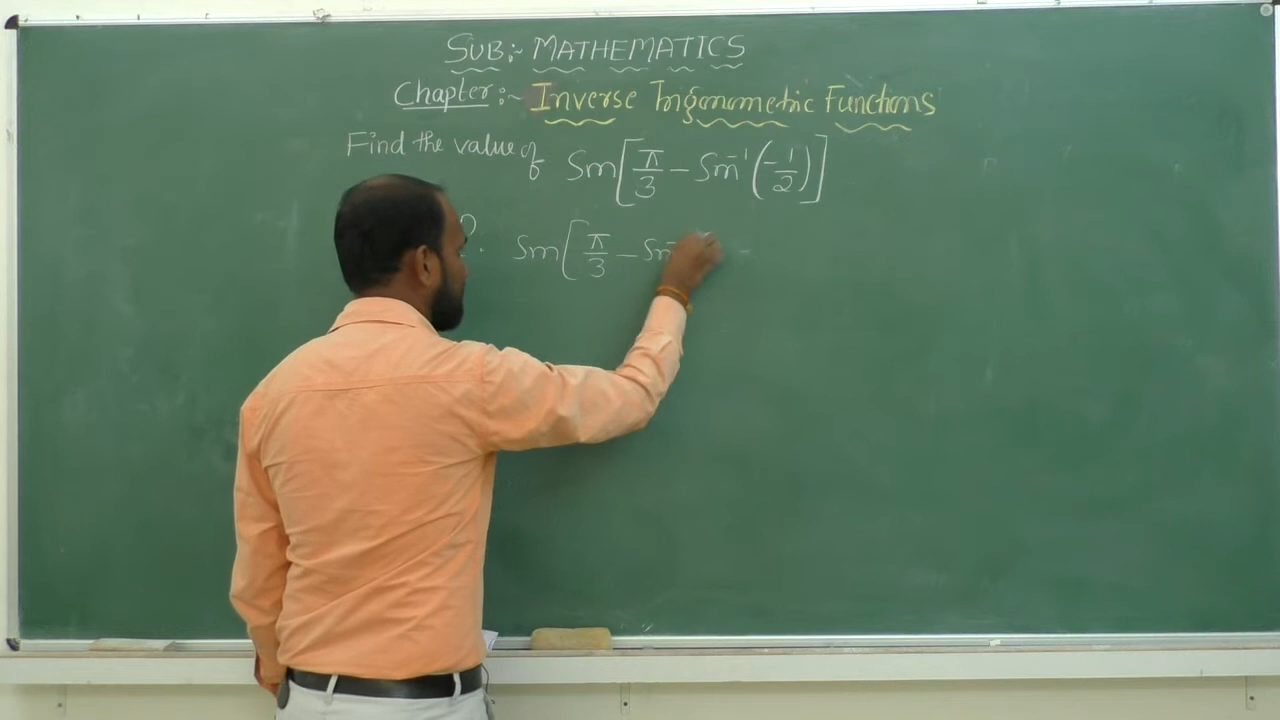 SUB:- MATHEMATICS
Chapter:- Inverse Trigonometric Functions
Find the value of Sin[π/3 - Sin⁻¹(-1/2)]
Sin[π/3 - Sin